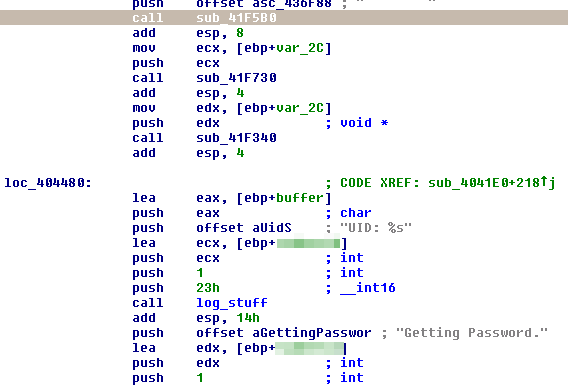 push offset asc_436F88 ; "
call sub_41F5B0
add esp, 8
mov ecx, [ebp+var_2C]
push ecx
call sub_41F730
add esp, 4
mov edx, [ebp+var_2C]
push edx ; void *
call sub_41F340
add esp, 4
loc_404480: ; CODE XREF: sub_4041E0+218↑j
lea eax, [ebp+buffer]
push eax ; char
push offset aUidS ; "UID: %s"
lea ecx, [ebp+ ]
push ecx ; int
push 1 ; int
push 23h ; __int16
call log_stuff
add esp, 14h
push offset aGettingPasswor ; "Getting Password."
lea edx, [ebp+ ]
push edx ; int
push 1 ; int